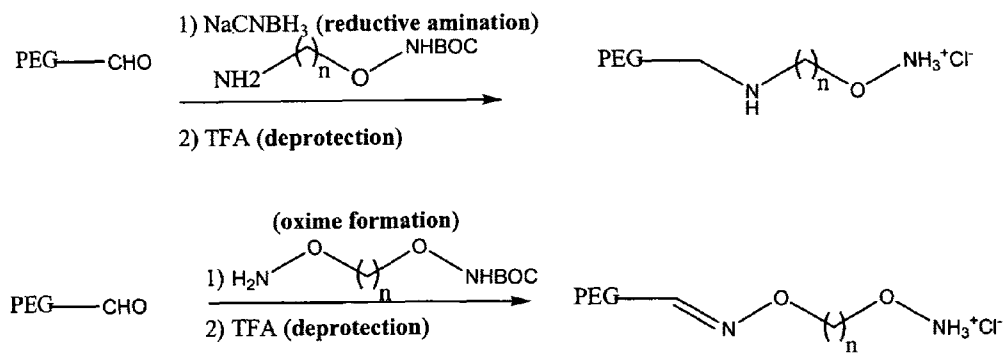 1) NaCNBH₃ (reductive amination)
PEG—CHO NH2 ( )n O NHBOC PEG N H ( )n O NH₃⁺Cl⁻
2) TFA (deprotection)
(oxime formation)
1) H₂N O ( )n O NHBOC
PEG—CHO PEG N O ( )n O NH₃⁺Cl⁻
2) TFA (deprotection)